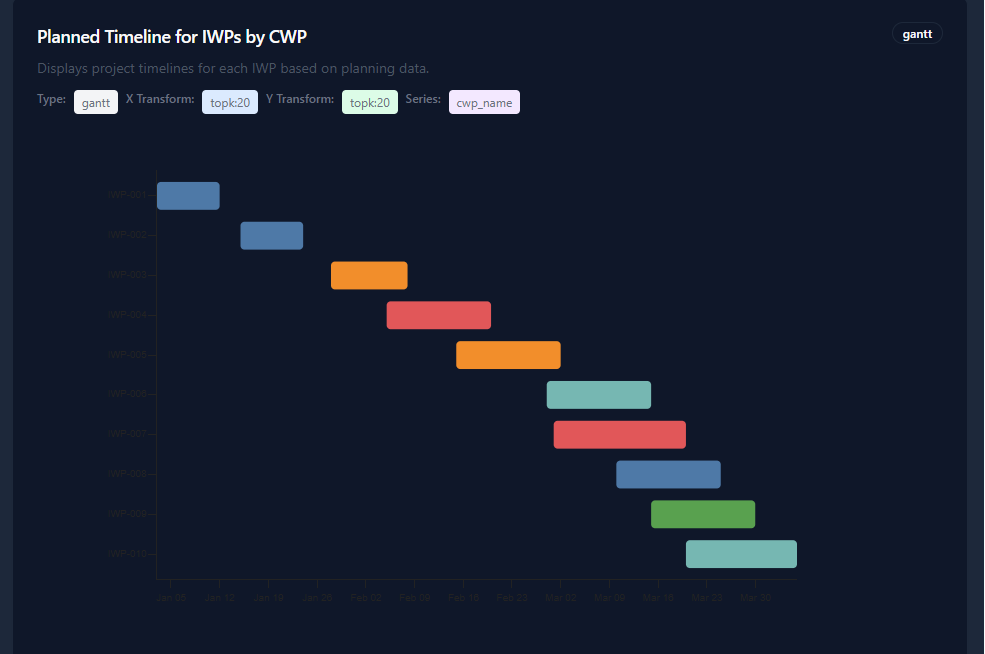 Planned Timeline for IWPs by CWP
gantt
Displays project timelines for each IWP based on planning data.
Type: gantt X Transform: topk:20 Y Transform: topk:20 Series: cwp_name
IWP-001
IWP-002
IWP-003
IWP-004
IWP-005
IWP-006
IWP-007
IWP-008
IWP-009
IWP-010
Jan 05 Jan 12 Jan 19 Jan 26 Feb 02 Feb 09 Feb 16 Feb 23 Mar 02 Mar 09 Mar 16 Mar 23 Mar 30